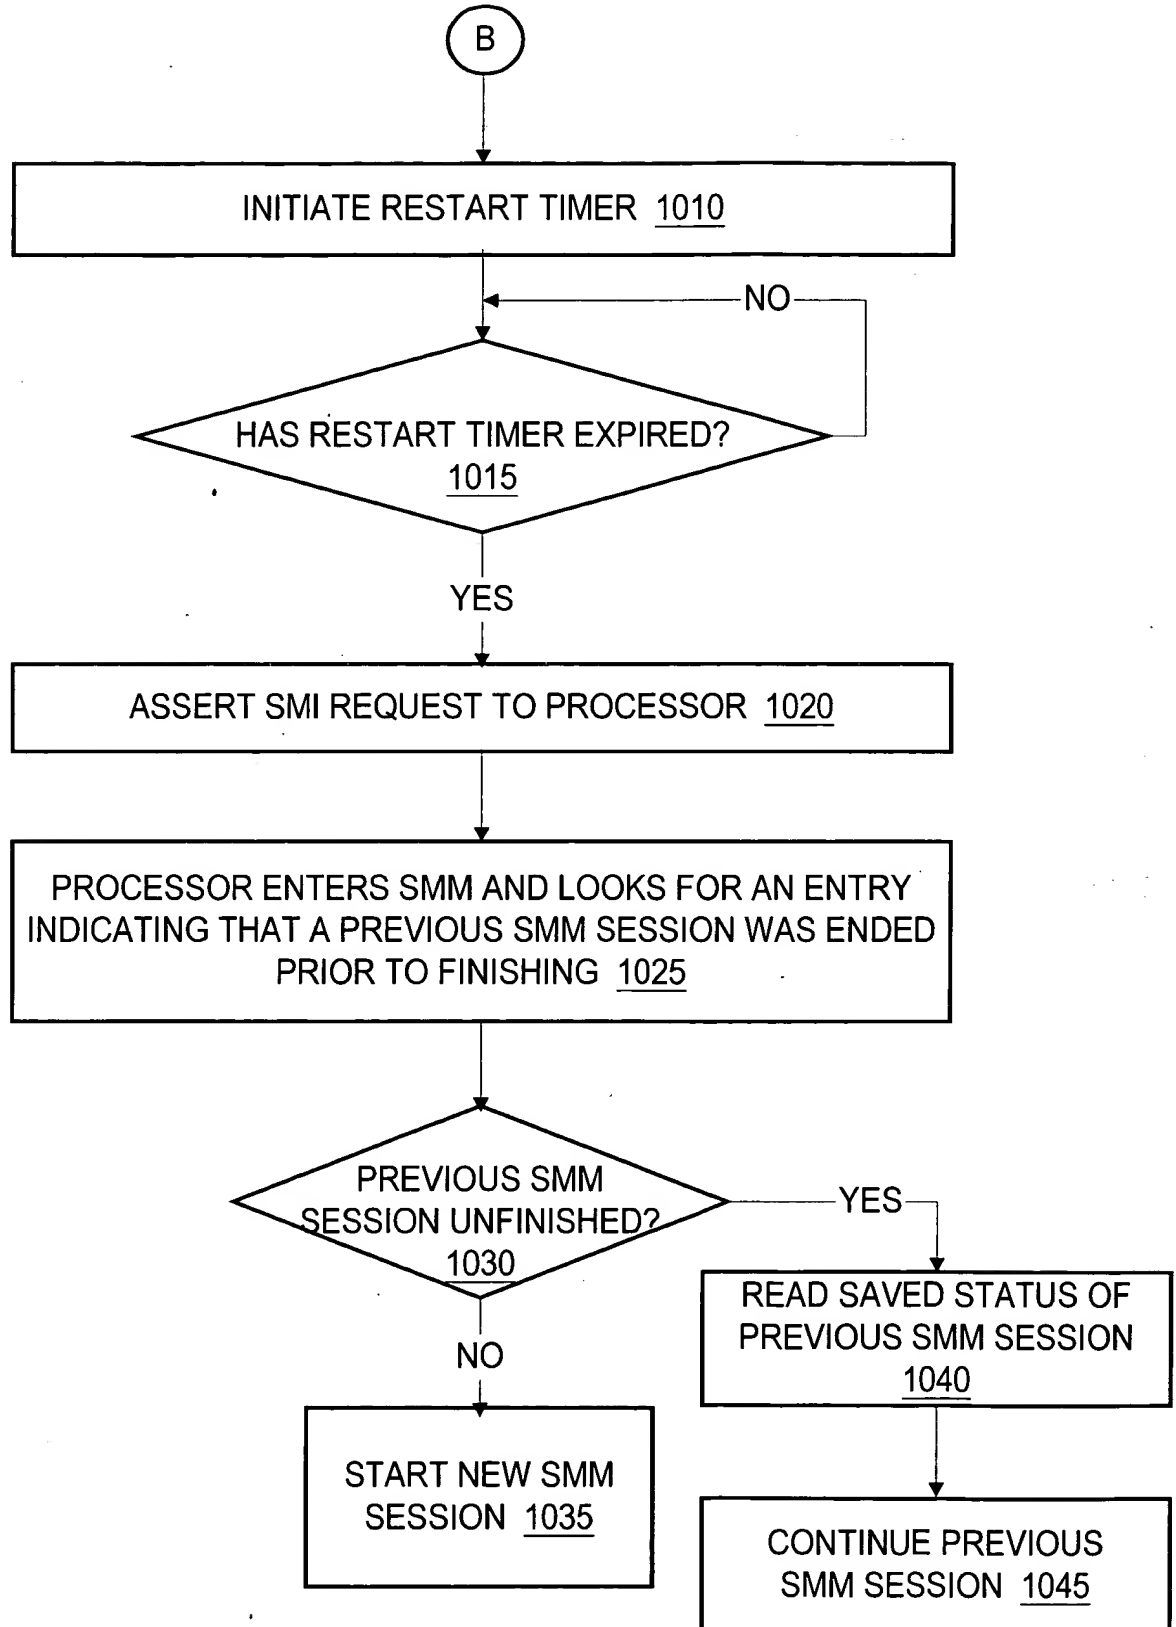 B
INITIATE RESTART TIMER 1010
NO
HAS RESTART TIMER EXPIRED?
1015
YES
ASSERT SMI REQUEST TO PROCESSOR 1020
PROCESSOR ENTERS SMM AND LOOKS FOR AN ENTRY
INDICATING THAT A PREVIOUS SMM SESSION WAS ENDED
PRIOR TO FINISHING 1025
PREVIOUS SMM
SESSION UNFINISHED?
1030
YES
READ SAVED STATUS OF
PREVIOUS SMM SESSION
1040
NO
START NEW SMM
SESSION 1035
CONTINUE PREVIOUS
SMM SESSION 1045